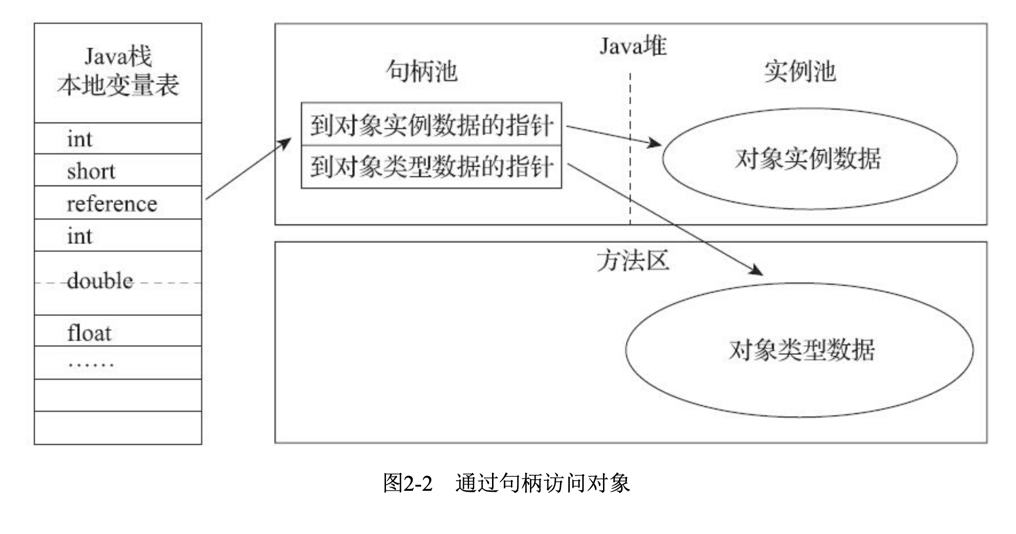 Java栈
本地变量表
int
short
reference
int
double
float
……
Java堆
句柄池
实例池
到对象实例数据的指针
到对象类型数据的指针
对象实例数据
方法区
对象类型数据
图2-2 通过句柄访问对象